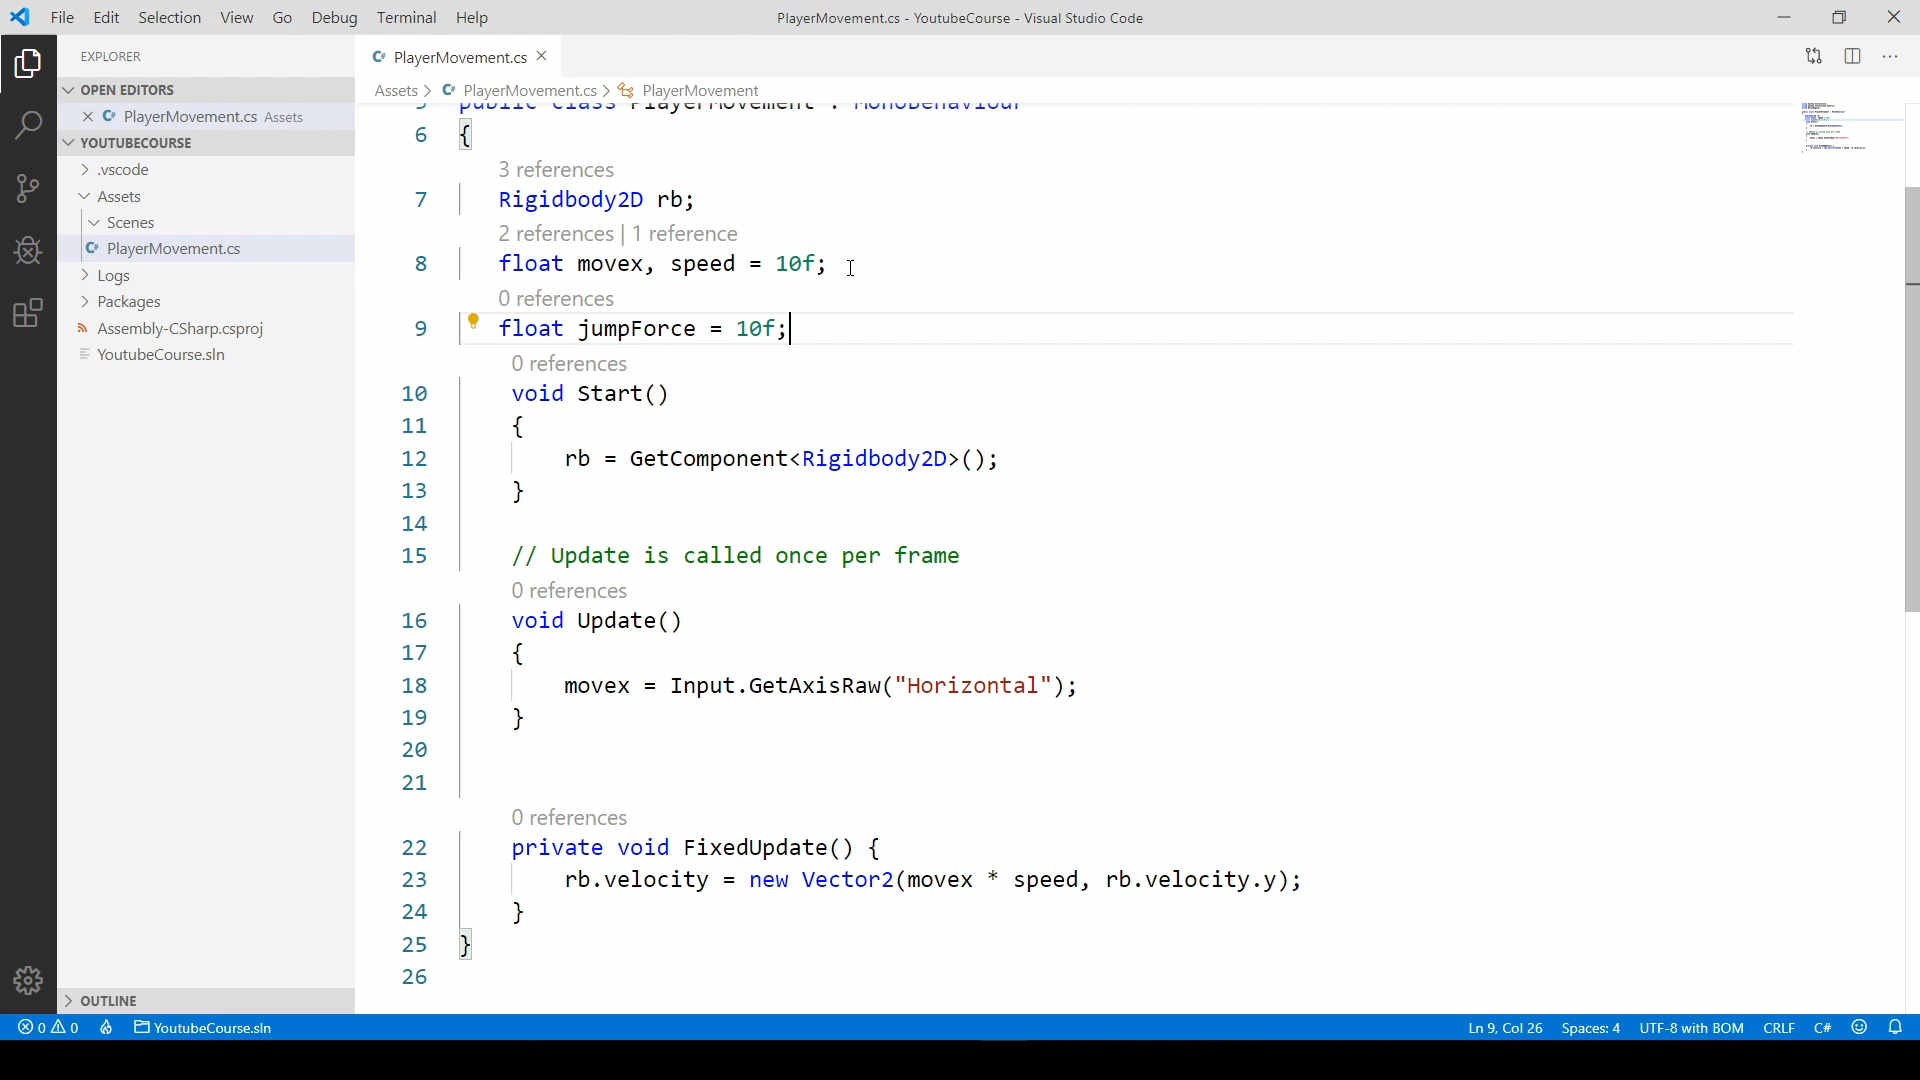 File Edit Selection View Go Debug Terminal Help
PlayerMovement.cs - YoutubeCourse - Visual Studio Code
EXPLORER
OPEN EDITORS
PlayerMovement.cs Assets
YOUTUBECOURSE
.vscode
Assets
Scenes
PlayerMovement.cs
Logs
Packages
Assembly-CSharp.csproj
YoutubeCourse.sln
OUTLINE
PlayerMovement.cs
Assets > PlayerMovement.cs > PlayerMovement
5 public class PlayerMovement : MonoBehaviour
6 {
3 references
7 Rigidbody2D rb;
2 references | 1 reference
8 float movex, speed = 10f;
0 references
9 float jumpForce = 10f;
0 references
10 void Start()
11 {
12 rb = GetComponent<Rigidbody2D>();
13 }
14
15 // Update is called once per frame
0 references
16 void Update()
17 {
18 movex = Input.GetAxisRaw("Horizontal");
19 }
20
21
0 references
22 private void FixedUpdate() {
23 rb.velocity = new Vector2(movex * speed, rb.velocity.y);
24 }
25 }
26
0 0 YoutubeCourse.sln
Ln 9, Col 26 Spaces: 4 UTF-8 with BOM CRLF C#